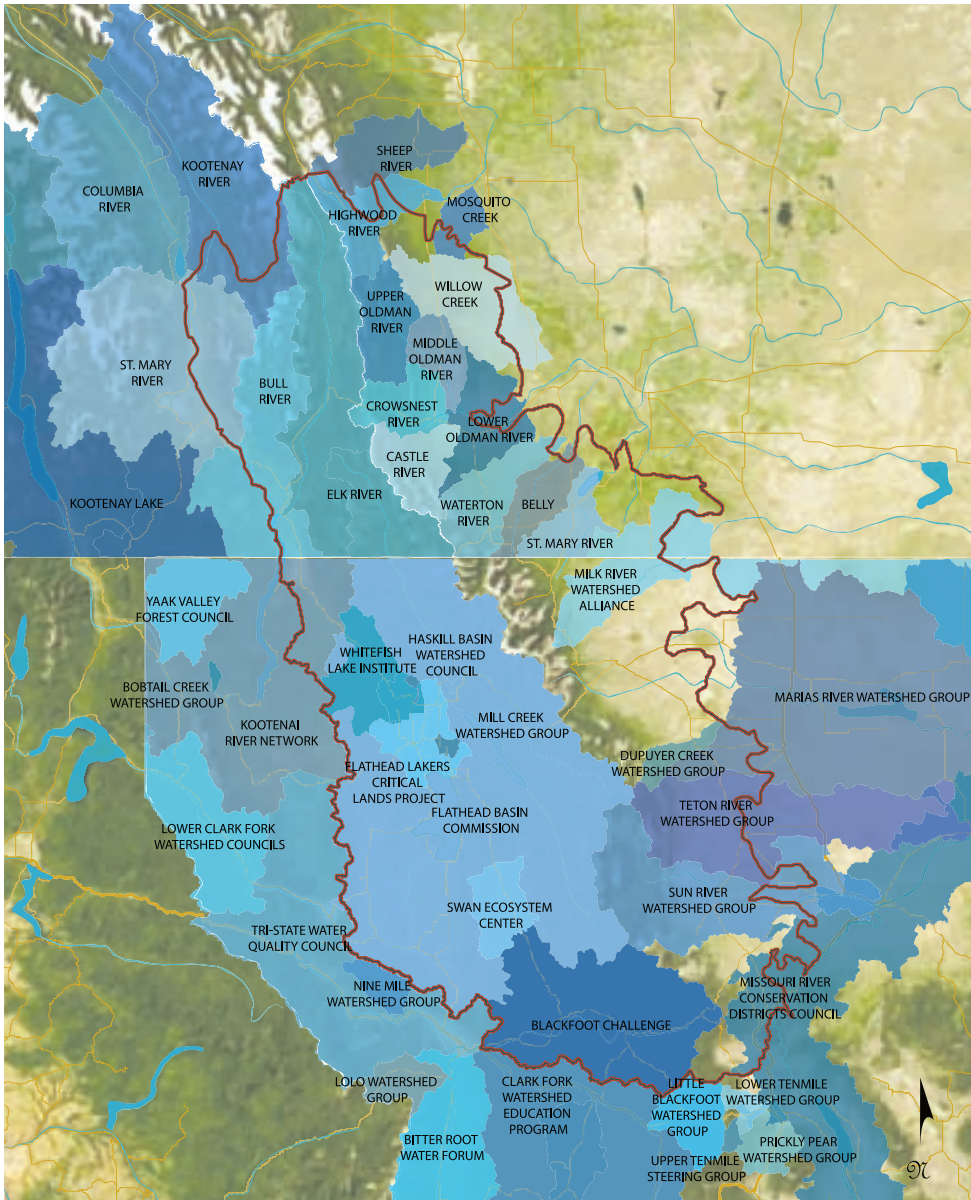 SHEEP
RIVER
KOOTENAY
RIVER
COLUMBIA
RIVER
HIGHWOOD
RIVER
MOSQUITO
CREEK
WILLOW
CREEK
UPPER
OLDMAN
RIVER
MIDDLE
OLDMAN
RIVER
ST. MARY
RIVER
BULL
RIVER
CROWSNEST
RIVER
LOWER
OLDMAN RIVER
CASTLE
RIVER
ELK RIVER
KOOTENAY LAKE
WATERTON
RIVER
BELLY
ST. MARY RIVER
MILK RIVER
WATERSHED
ALLIANCE
YAAK VALLEY
FOREST COUNCIL
WHITEFISH
LAKE INSTITUTE
HASKILL BASIN
WATERSHED
COUNCIL
BOBTAIL CREEK
WATERSHED GROUP
MARIAS RIVER WATERSHED GROUP
KOOTENAI
RIVER NETWORK
MILL CREEK
WATERSHED GROUP
DUPUYER CREEK
WATERSHED GROUP
FLATHEAD LAKERS
CRITICAL
LANDS PROJECT
FLATHEAD BASIN
COMMISSION
TETON RIVER
WATERSHED GROUP
LOWER CLARK FORK
WATERSHED COUNCILS
SUN RIVER
WATERSHED GROUP
SWAN ECOSYSTEM
CENTER
TRI-STATE WATER
QUALITY COUNCIL
NINE MILE
WATERSHED GROUP
MISSOURI RIVER
CONSERVATION
DISTRICTS COUNCIL
BLACKFOOT CHALLENGE
LOLO WATERSHED
GROUP
CLARK FORK
WATERSHED
EDUCATION
PROGRAM
LITTLE
BLACKFOOT
WATERSHED
GROUP
LOWER TENMILE
WATERSHED GROUP
BITTER ROOT
WATER FORUM
PRICKLY PEAR
WATERSHED GROUP
UPPER TENMILE
STEERING GROUP
N